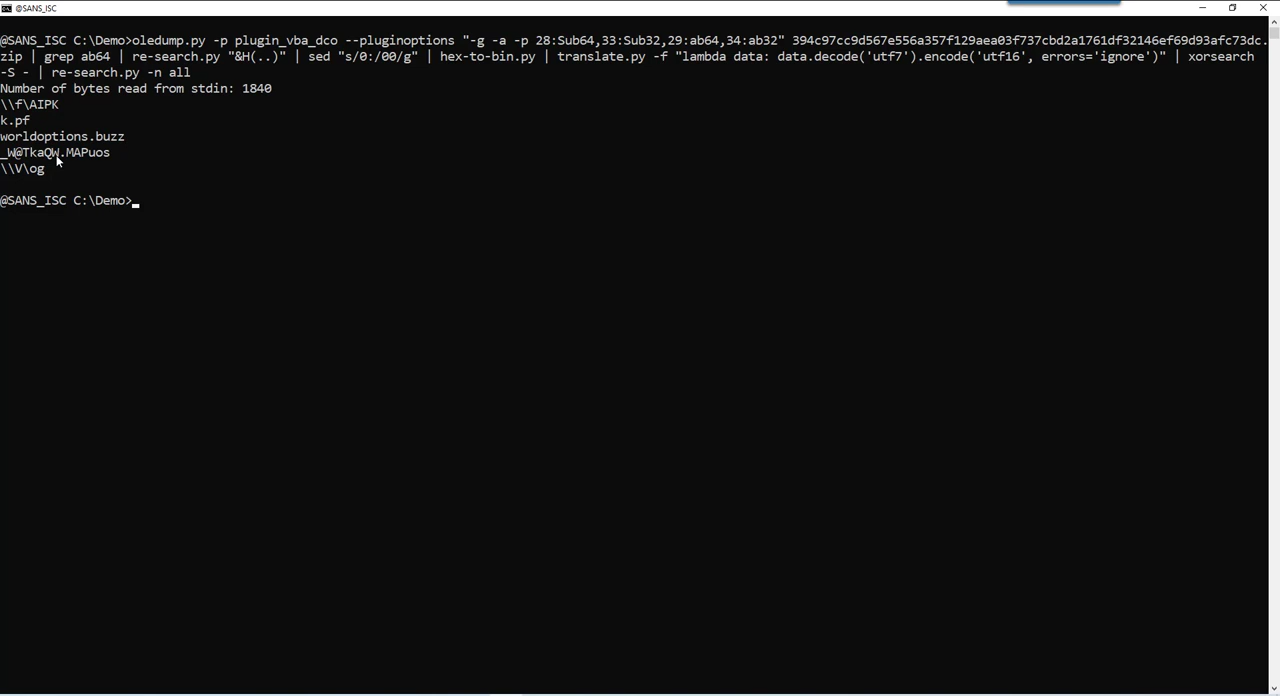 @SANS_ISC
@SANS_ISC C:\Demo>oledump.py -p plugin_vba_dco --pluginoptions "-g -a -p 28:Sub64,33:Sub32,29:ab64,34:ab32" 394c97cc9d567e556a357f129aea03f737cbd2a1761df32146ef69d93afc73dc.
zip | grep ab64 | re-search.py "&H(..)" | sed "s/0:/00/g" | hex-to-bin.py | translate.py -f "lambda data: data.decode('utf7').encode('utf16', errors='ignore')" | xorsearch
-S - | re-search.py -n all
Number of bytes read from stdin: 1840
\\f\AIPK
k.pf
worldoptions.buzz
_W@TkaQW.MAPuos
\\V\og
@SANS_ISC C:\Demo>